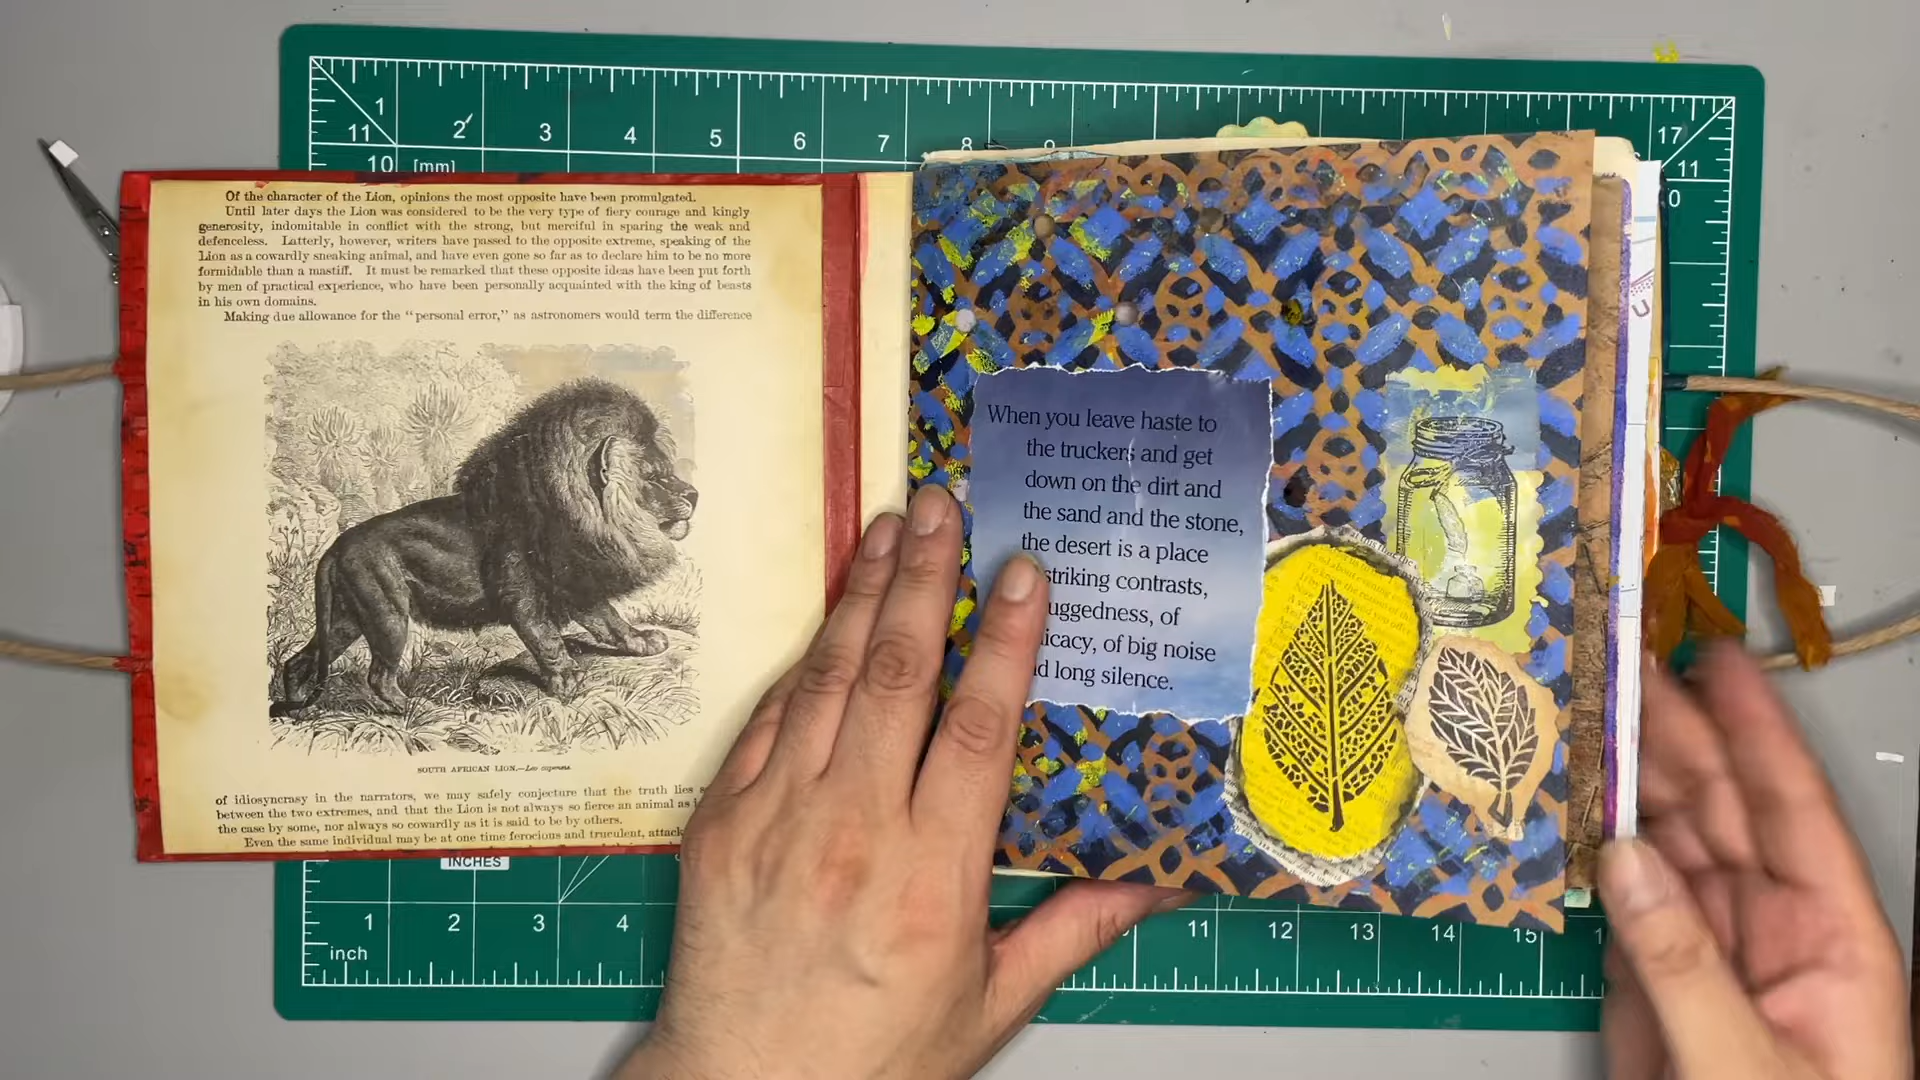 Of the character of the Lion, opinions the most opposite have been promulgated.
Until later days the Lion was considered to be the very type of fiery courage and kingly
generosity, indomitable in conflict with the strong, but merciful in sparing the weak and
defenceless. Latterly, however, writers have passed to the opposite extreme, speaking of the
Lion as a cowardly sneaking animal, and have even gone so far as to declare him to be no more
formidable than a mastiff. It must be remarked that these opposite ideas have been put forth
by men of practical experience, who have been personally acquainted with the king of beasts
in his own domains.
Making due allowance for the "personal error," as astronomers would term the difference
SOUTH AFRICAN LION.—Leo capensis.
of idiosyncrasy in the narrators, we may safely conjecture that the truth lies
between the two extremes, and that the Lion is not always so fierce an animal as
the case by some, nor always so cowardly as it is said to be by others.
Even the same individual may be at one time ferocious and truculent,
When you leave haste to
the truckers and get
down on the dirt and
the sand and the stone,
the desert is a place
striking contrasts,
uggedness, of
icacy, of big noise
d long silence.
1 2 3 4 5 6 7 8 9 17
11 11
10 [mm] 0
INCHES
1 2 3 4 11 12 13 14 15
inch
U